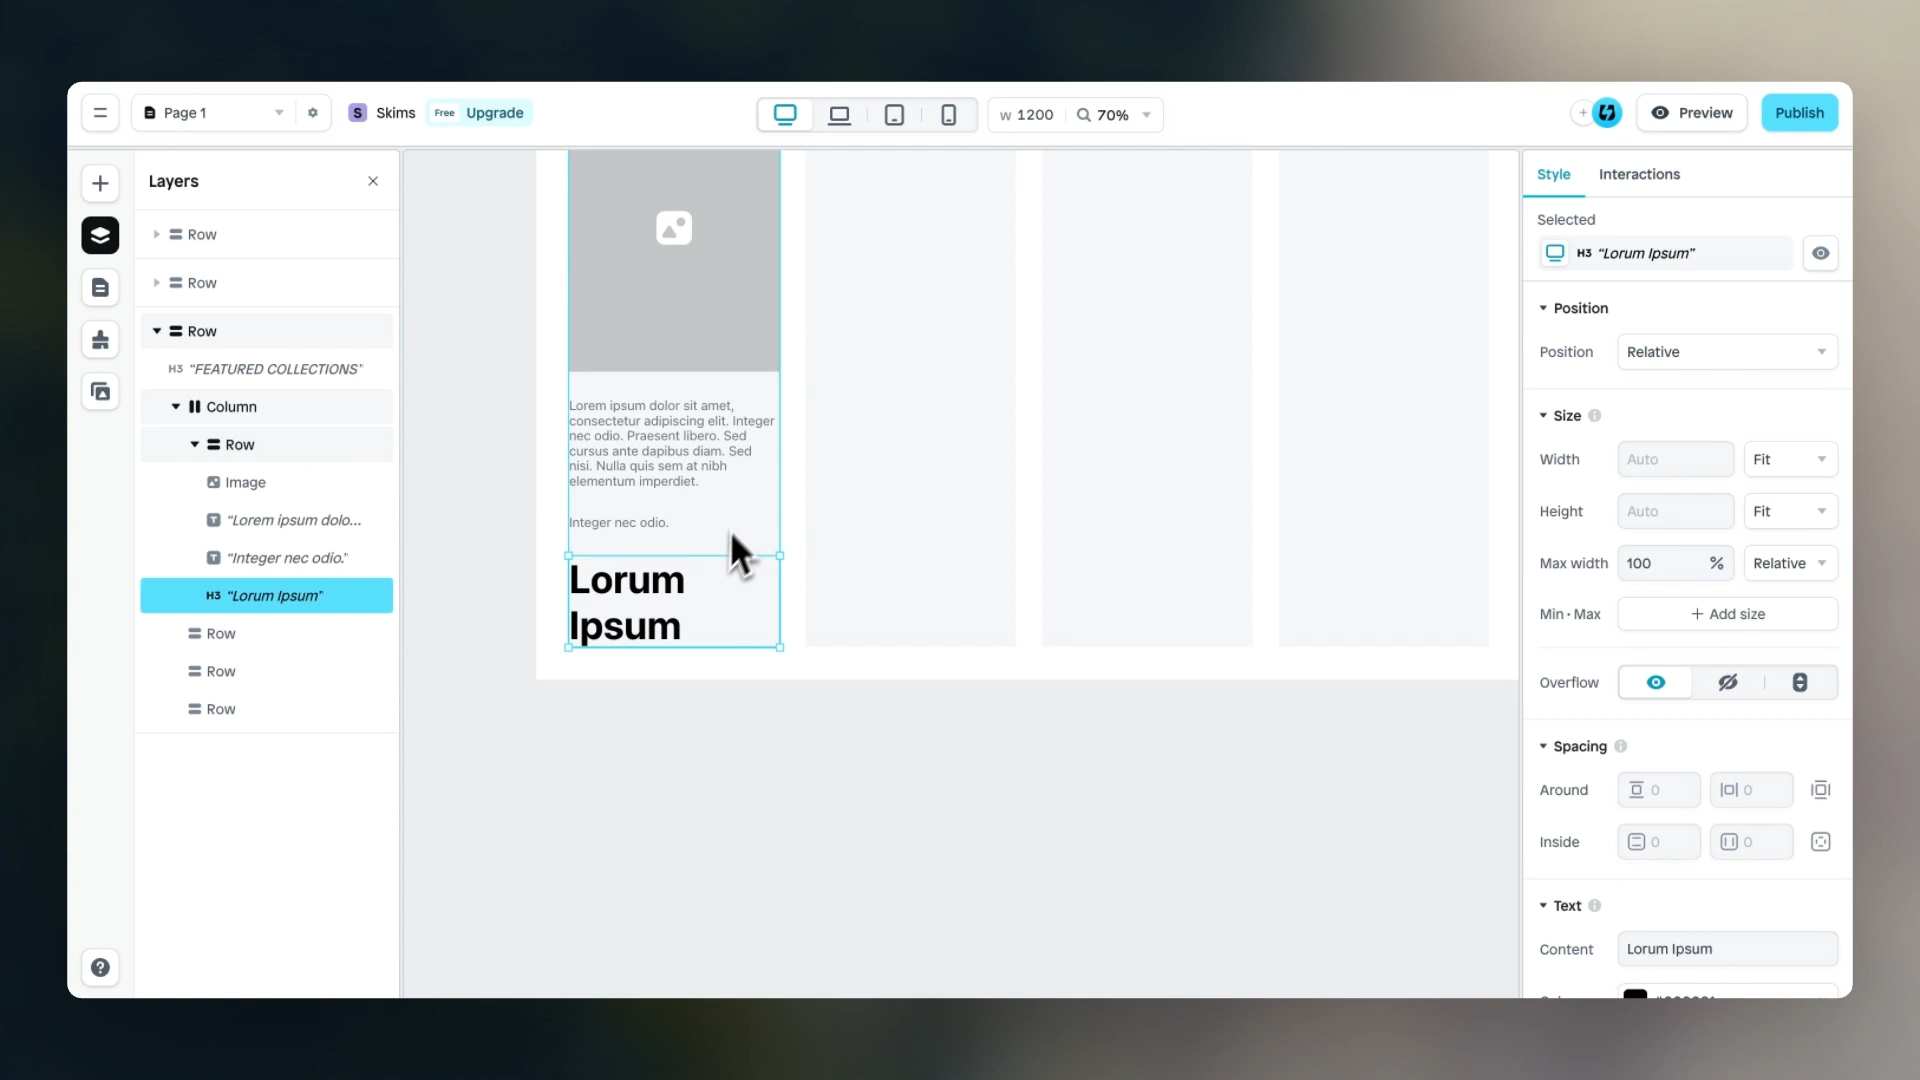 Page 1
S Skims
Free Upgrade
W 1200
70%
Preview
Publish
Layers
Row
Row
Row
H3 “FEATURED COLLECTIONS”
Column
Row
Image
T “Lorem ipsum dolo...
T “Integer nec odio.”
H3 “Lorum Ipsum”
Row
Row
Row
Lorem ipsum dolor sit amet,
consectetur adipiscing elit. Integer
nec odio. Praesent libero. Sed
cursus ante dapibus diam. Sed
nisi. Nulla quis sem at nibh
elementum imperdiet.
Integer nec odio.
Lorum
Ipsum
Style Interactions
Selected
H3 “Lorum Ipsum”
Position
Position Relative
Size
Width Auto Fit
Height Auto Fit
Max width 100 % Relative
Min · Max + Add size
Overflow
Spacing
Around 0 0
Inside 0 0
Text
Content Lorum Ipsum